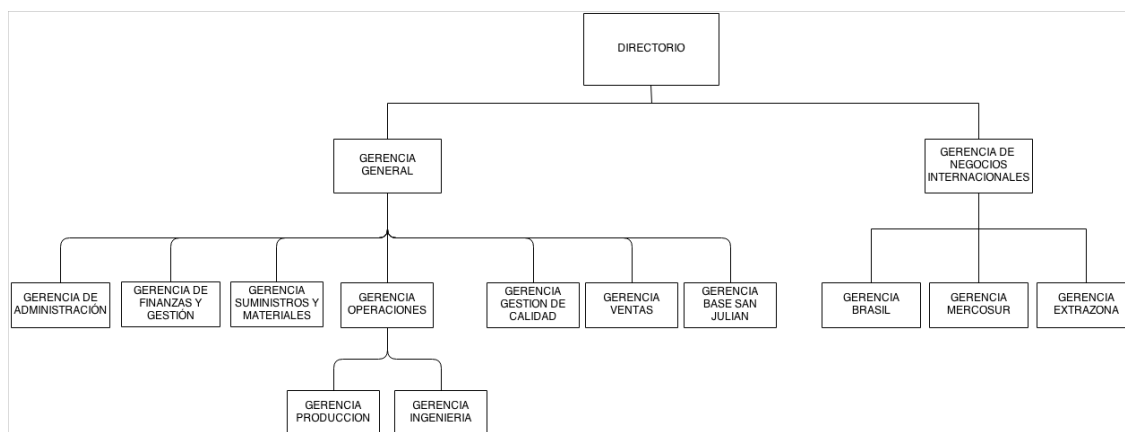 DIRECTORIO
GERENCIA
GENERAL
GERENCIA DE
NEGOCIOS
INTERNACIONALES
GERENCIA DE
ADMINISTRACIÓN
GERENCIA DE
FINANZAS Y
GESTIÓN
GERENCIA
SUMINISTROS Y
MATERIALES
GERENCIA
OPERACIONES
GERENCIA
GESTION DE
CALIDAD
GERENCIA
VENTAS
GERENCIA
BASE SAN
JULIAN
GERENCIA
BRASIL
GERENCIA
MERCOSUR
GERENCIA
EXTRAZONA
GERENCIA
PRODUCCION
GERENCIA
INGENIERIA